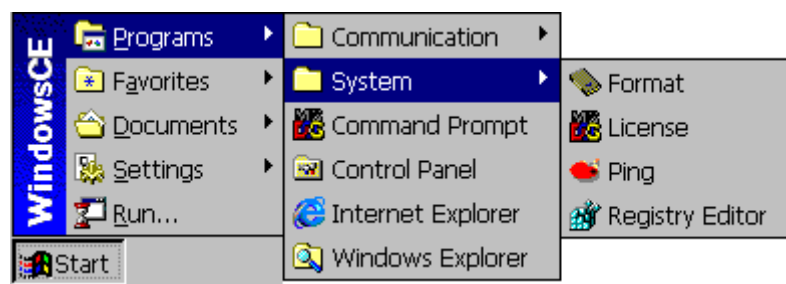 WindowsCE
Programs
Favorites
Documents
Settings
Run...
Start
Communication
System
Command Prompt
Control Panel
Internet Explorer
Windows Explorer
Format
License
Ping
Registry Editor